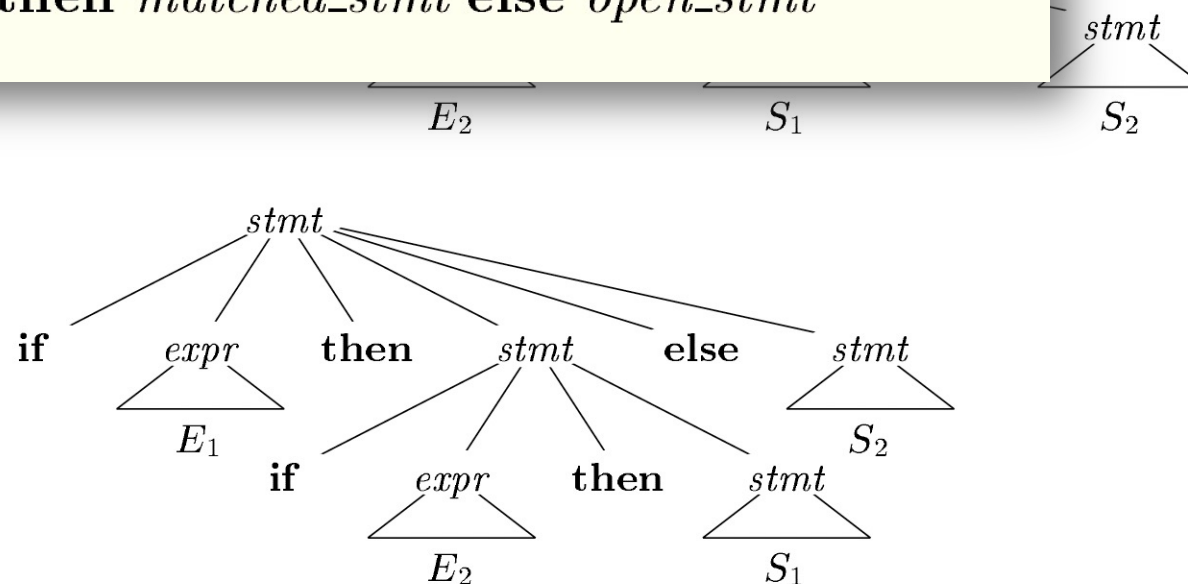 then matched_stmt else open_stmt
stmt
E₂ S₁ S₂
stmt
if expr then stmt else stmt
E₁ S₂
if expr then stmt
E₂ S₁